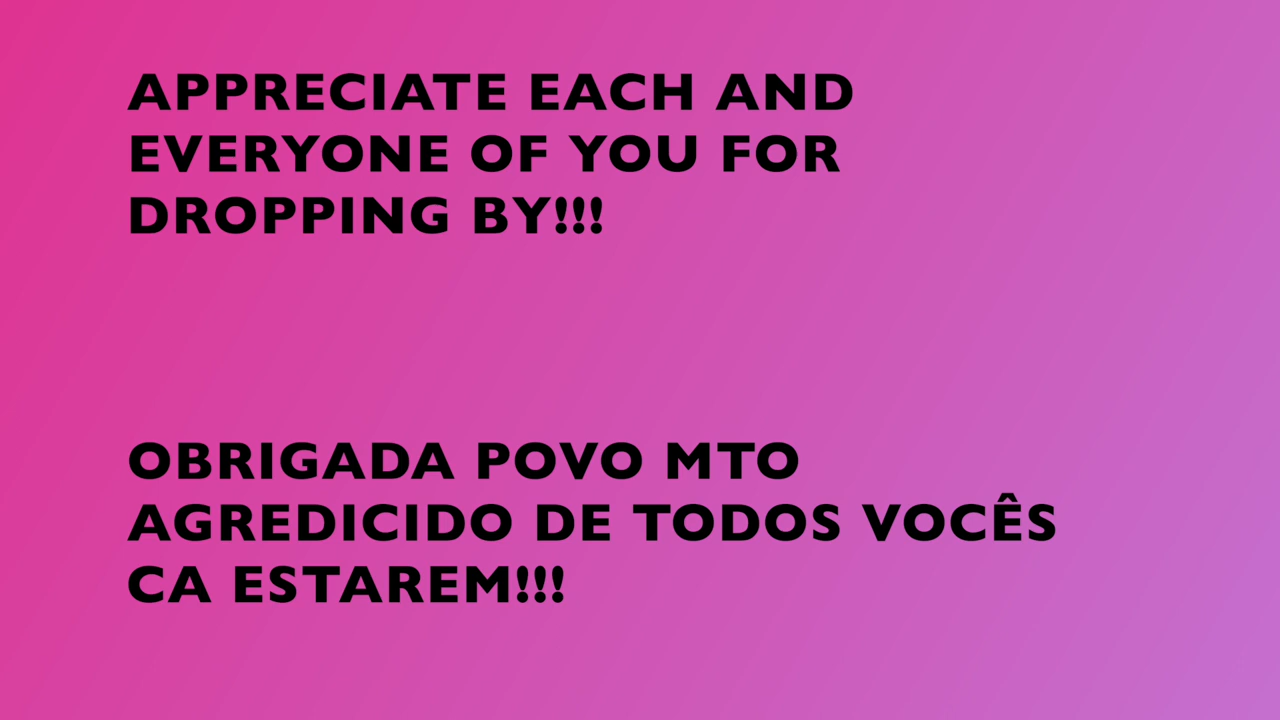 APPRECIATE EACH AND
EVERYONE OF YOU FOR
DROPPING BY!!!
OBRIGADA POVO MTO
AGREDICIDO DE TODOS VOCÊS
CA ESTAREM!!!